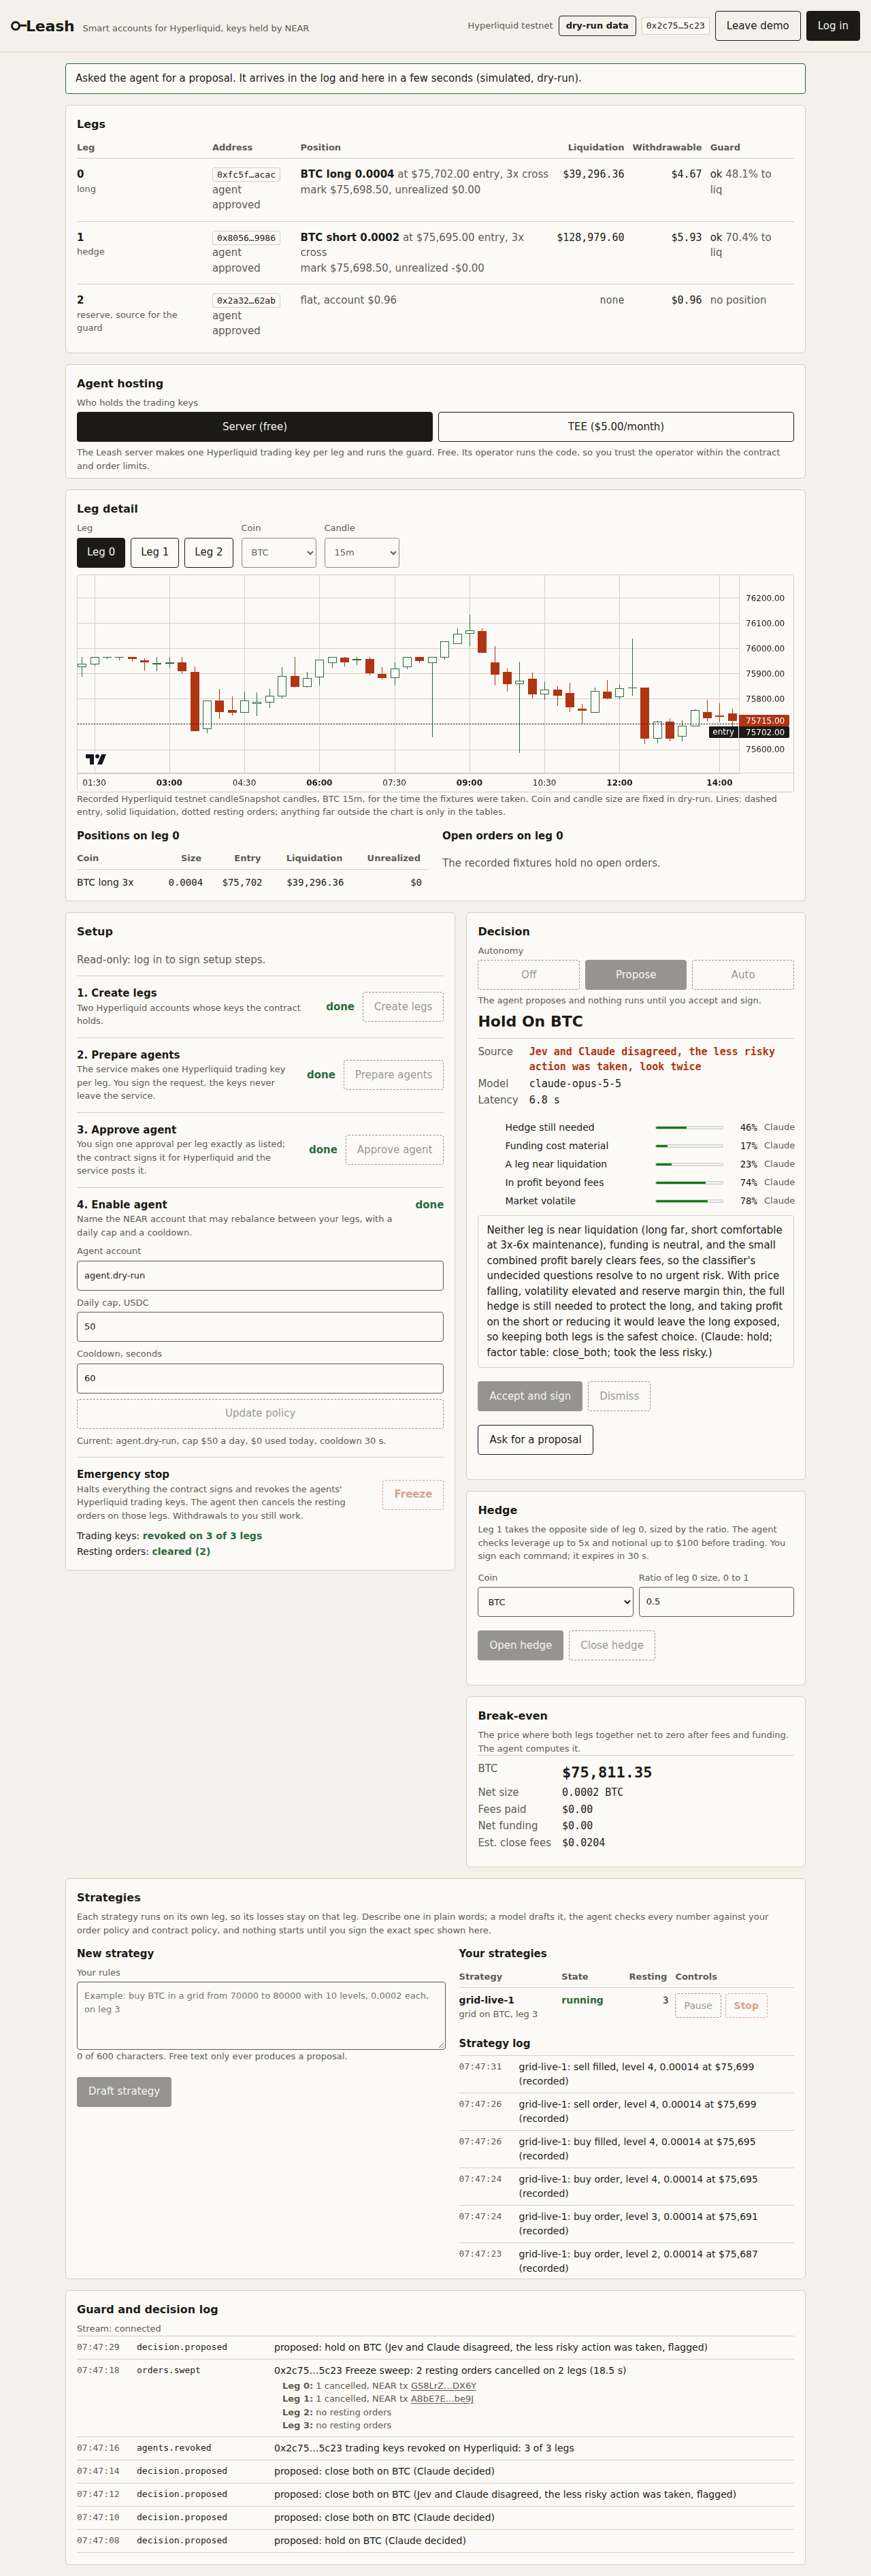 Leash Smart accounts for Hyperliquid, keys held by NEAR
Hyperliquid testnet dry-run data 0x2c75…5c23 Leave demo Log in
Asked the agent for a proposal. It arrives in the log and here in a few seconds (simulated, dry-run).
Legs
Leg Address Position Liquidation Withdrawable Guard
0 0xfc5f…acac BTC long 0.0004 at $75,702.00 entry, 3x cross $39,296.36 $4.67 ok 48.1% to
long agent mark $75,698.50, unrealized $0.00 liq
approved
1 0x8056…9986 BTC short 0.0002 at $75,695.00 entry, 3x $128,979.60 $5.93 ok 70.4% to
hedge agent cross liq
approved mark $75,698.50, unrealized -$0.00
2 0x2a32…62ab flat, account $0.96 none $0.96 no position
reserve, source for the agent
guard approved
Agent hosting
Who holds the trading keys
Server (free) TEE ($5.00/month)
The Leash server makes one Hyperliquid trading key per leg and runs the guard. Free. Its operator runs the code, so you trust the operator within the contract
and order limits.
Leg detail
Leg Coin Candle
Leg 0 Leg 1 Leg 2 BTC 15m
76200.00
76100.00
76000.00
75900.00
75800.00
75715.00
entry 75702.00
75600.00
01:30 03:00 04:30 06:00 07:30 09:00 10:30 12:00 14:00
Recorded Hyperliquid testnet candleSnapshot candles, BTC 15m, for the time the fixtures were taken. Coin and candle size are fixed in dry-run. Lines: dashed
entry, solid liquidation, dotted resting orders; anything far outside the chart is only in the tables.
Positions on leg 0
Coin Size Entry Liquidation Unrealized
BTC long 3x 0.0004 $75,702 $39,296.36 $0
Open orders on leg 0
The recorded fixtures hold no open orders.
Setup
Read-only: log in to sign setup steps.
1. Create legs
Two Hyperliquid accounts whose keys the contract
holds.
done Create legs
2. Prepare agents
The service makes one Hyperliquid trading key
per leg. You sign the request, the keys never
leave the service.
done Prepare agents
3. Approve agent
You sign one approval per leg exactly as listed;
the contract signs it for Hyperliquid and the
service posts it.
done Approve agent
4. Enable agent done
Name the NEAR account that may rebalance between your legs, with a
daily cap and a cooldown.
Agent account
agent.dry-run
Daily cap, USDC
50
Cooldown, seconds
60
Update policy
Current: agent.dry-run, cap $50 a day, $0 used today, cooldown 30 s.
Emergency stop
Halts everything the contract signs and revokes the agents'
Hyperliquid trading keys. The agent then cancels the resting
orders on those legs. Withdrawals to you still work.
Freeze
Trading keys: revoked on 3 of 3 legs
Resting orders: cleared (2)
Decision
Autonomy
Off Propose Auto
The agent proposes and nothing runs until you accept and sign.
Hold On BTC
Source Jev and Claude disagreed, the less risky
action was taken, look twice
Model claude-opus-5-5
Latency 6.8 s
Hedge still needed 46% Claude
Funding cost material 17% Claude
A leg near liquidation 23% Claude
In profit beyond fees 74% Claude
Market volatile 78% Claude
Neither leg is near liquidation (long far, short comfortable
at 3x-6x maintenance), funding is neutral, and the small
combined profit barely clears fees, so the classifier's
undecided questions resolve to no urgent risk. With price
falling, volatility elevated and reserve margin thin, the full
hedge is still needed to protect the long, and taking profit
on the short or reducing it would leave the long exposed,
so keeping both legs is the safest choice. (Claude: hold;
factor table: close_both; took the less risky.)
Accept and sign Dismiss
Ask for a proposal
Hedge
Leg 1 takes the opposite side of leg 0, sized by the ratio. The agent
checks leverage up to 5x and notional up to $100 before trading. You
sign each command; it expires in 30 s.
Coin Ratio of leg 0 size, 0 to 1
BTC 0.5
Open hedge Close hedge
Break-even
The price where both legs together net to zero after fees and funding.
The agent computes it.
BTC $75,811.35
Net size 0.0002 BTC
Fees paid $0.00
Net funding $0.00
Est. close fees $0.0204
Strategies
Each strategy runs on its own leg, so its losses stay on that leg. Describe one in plain words; a model drafts it, the agent checks every number against your
order policy and contract policy, and nothing starts until you sign the exact spec shown here.
New strategy
Your rules
Example: buy BTC in a grid from 70000 to 80000 with 10 levels, 0.0002 each,
on leg 3
0 of 600 characters. Free text only ever produces a proposal.
Draft strategy
Your strategies
Strategy State Resting Controls
grid-live-1 running 3 Pause Stop
grid on BTC, leg 3
Strategy log
07:47:31 grid-live-1: sell filled, level 4, 0.00014 at $75,699
(recorded)
07:47:26 grid-live-1: sell order, level 4, 0.00014 at $75,699
(recorded)
07:47:26 grid-live-1: buy filled, level 4, 0.00014 at $75,695
(recorded)
07:47:24 grid-live-1: buy order, level 4, 0.00014 at $75,695
(recorded)
07:47:24 grid-live-1: buy order, level 3, 0.00014 at $75,691
(recorded)
07:47:23 grid-live-1: buy order, level 2, 0.00014 at $75,687
(recorded)
Guard and decision log
Stream: connected
07:47:29 decision.proposed proposed: hold on BTC (Jev and Claude disagreed, the less risky action was taken, flagged)
07:47:18 orders.swept 0x2c75…5c23 Freeze sweep: 2 resting orders cancelled on 2 legs (18.5 s)
Leg 0: 1 cancelled, NEAR tx GS8LrZ…DX6Y
Leg 1: 1 cancelled, NEAR tx ABbE7E…be9J
Leg 2: no resting orders
Leg 3: no resting orders
07:47:16 agents.revoked 0x2c75…5c23 trading keys revoked on Hyperliquid: 3 of 3 legs
07:47:14 decision.proposed proposed: close both on BTC (Claude decided)
07:47:12 decision.proposed proposed: close both on BTC (Jev and Claude disagreed, the less risky action was taken, flagged)
07:47:10 decision.proposed proposed: close both on BTC (Claude decided)
07:47:08 decision.proposed proposed: hold on BTC (Claude decided)